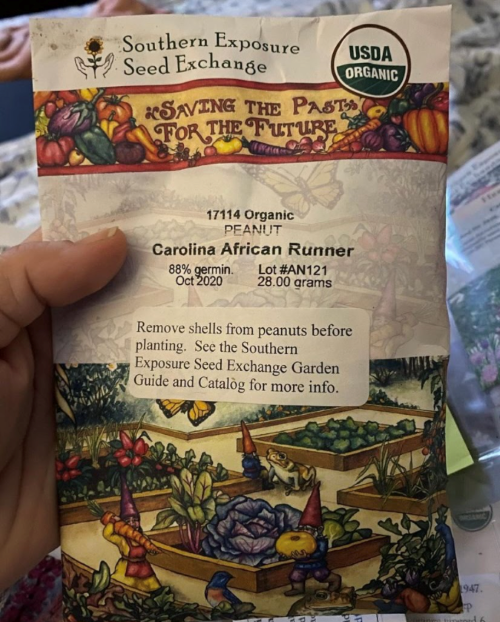 Southern Exposure
Seed Exchange
USDA
ORGANIC
SAVING THE PAST
FOR THE FUTURE
17114 Organic
PEANUT
Carolina African Runner
88% germin. Lot #AN121
Oct 2020 28.00 grams
Remove shells from peanuts before
planting. See the Southern
Exposure Seed Exchange Garden
Guide and Catalog for more info.
1947.